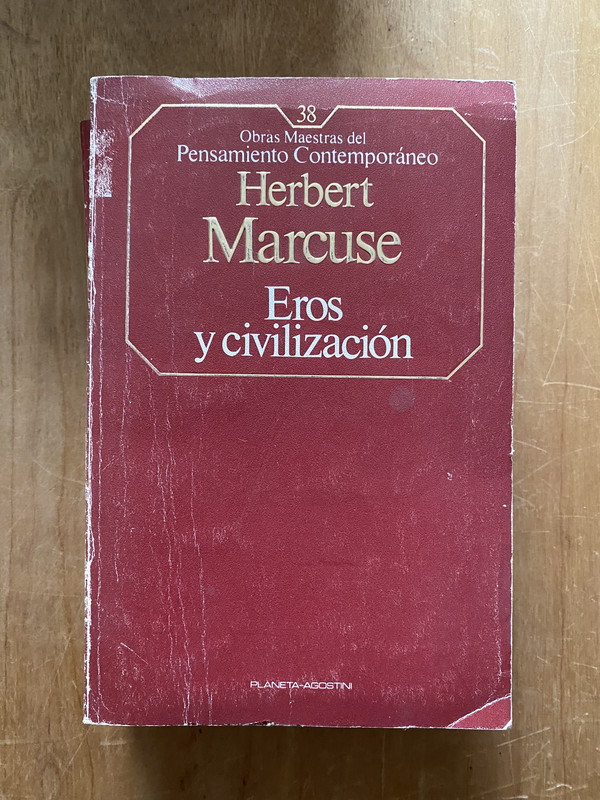 38
Obras Maestras del
Pensamiento Contemporáneo
Herbert
Marcuse
Eros
y civilización
PLANETA-AGOSTINI